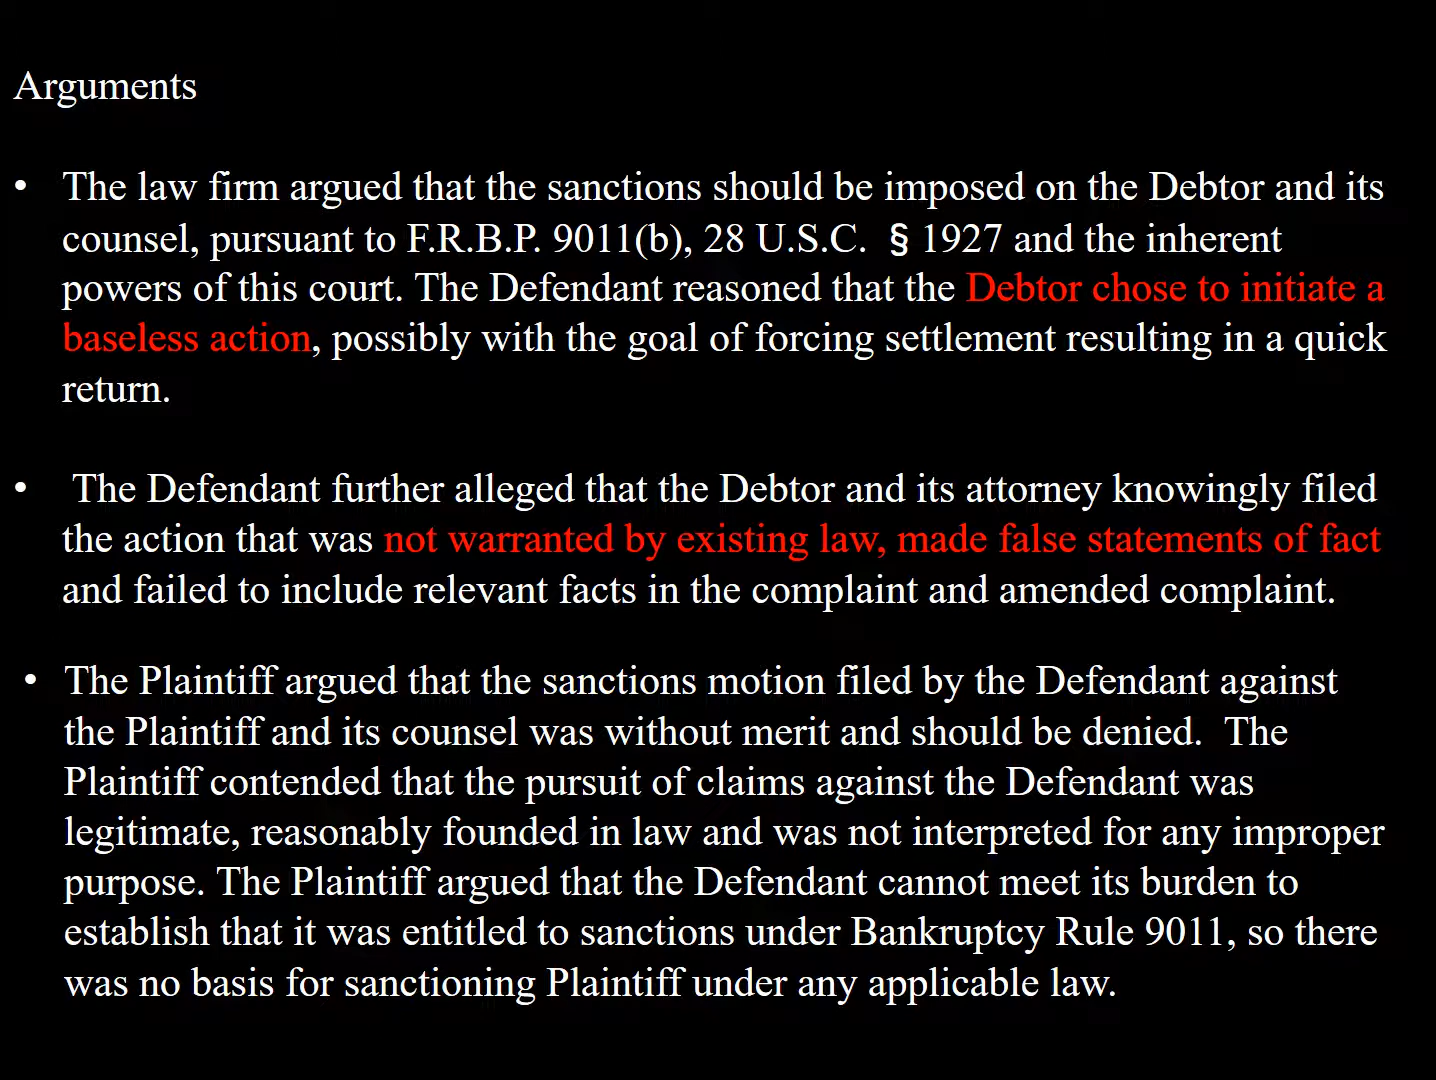 Arguments
• The law firm argued that the sanctions should be imposed on the Debtor and its
counsel, pursuant to F.R.B.P. 9011(b), 28 U.S.C.  § 1927 and the inherent
powers of this court. The Defendant reasoned that the Debtor chose to initiate a
baseless action, possibly with the goal of forcing settlement resulting in a quick
return.
• The Defendant further alleged that the Debtor and its attorney knowingly filed
the action that was not warranted by existing law, made false statements of fact
and failed to include relevant facts in the complaint and amended complaint.
• The Plaintiff argued that the sanctions motion filed by the Defendant against
the Plaintiff and its counsel was without merit and should be denied.  The
Plaintiff contended that the pursuit of claims against the Defendant was
legitimate, reasonably founded in law and was not interpreted for any improper
purpose. The Plaintiff argued that the Defendant cannot meet its burden to
establish that it was entitled to sanctions under Bankruptcy Rule 9011, so there
was no basis for sanctioning Plaintiff under any applicable law.